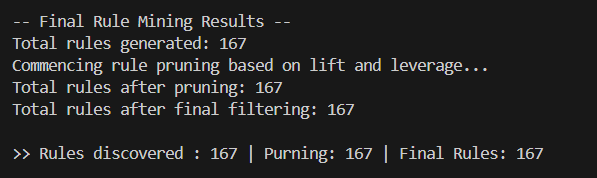 -- Final Rule Mining Results --
Total rules generated: 167
Commencing rule pruning based on lift and leverage...
Total rules after pruning: 167
Total rules after final filtering: 167
>> Rules discovered : 167 | Purning: 167 | Final Rules: 167